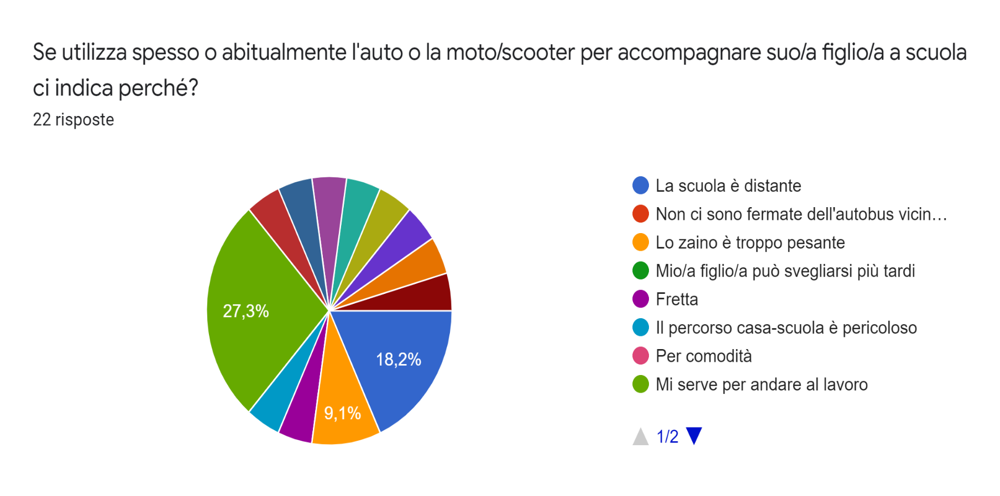 Se utilizza spesso o abitualmente l'auto o la moto/scooter per accompagnare suo/a figlio/a a scuola
ci indica perché?
22 risposte
La scuola è distante
Non ci sono fermate dell'autobus vicin…
Lo zaino è troppo pesante
Mio/a figlio/a può svegliarsi più tardi
Fretta
Il percorso casa-scuola è pericoloso
Per comodità
Mi serve per andare al lavoro
1/2
27,3%
18,2%
9,1%